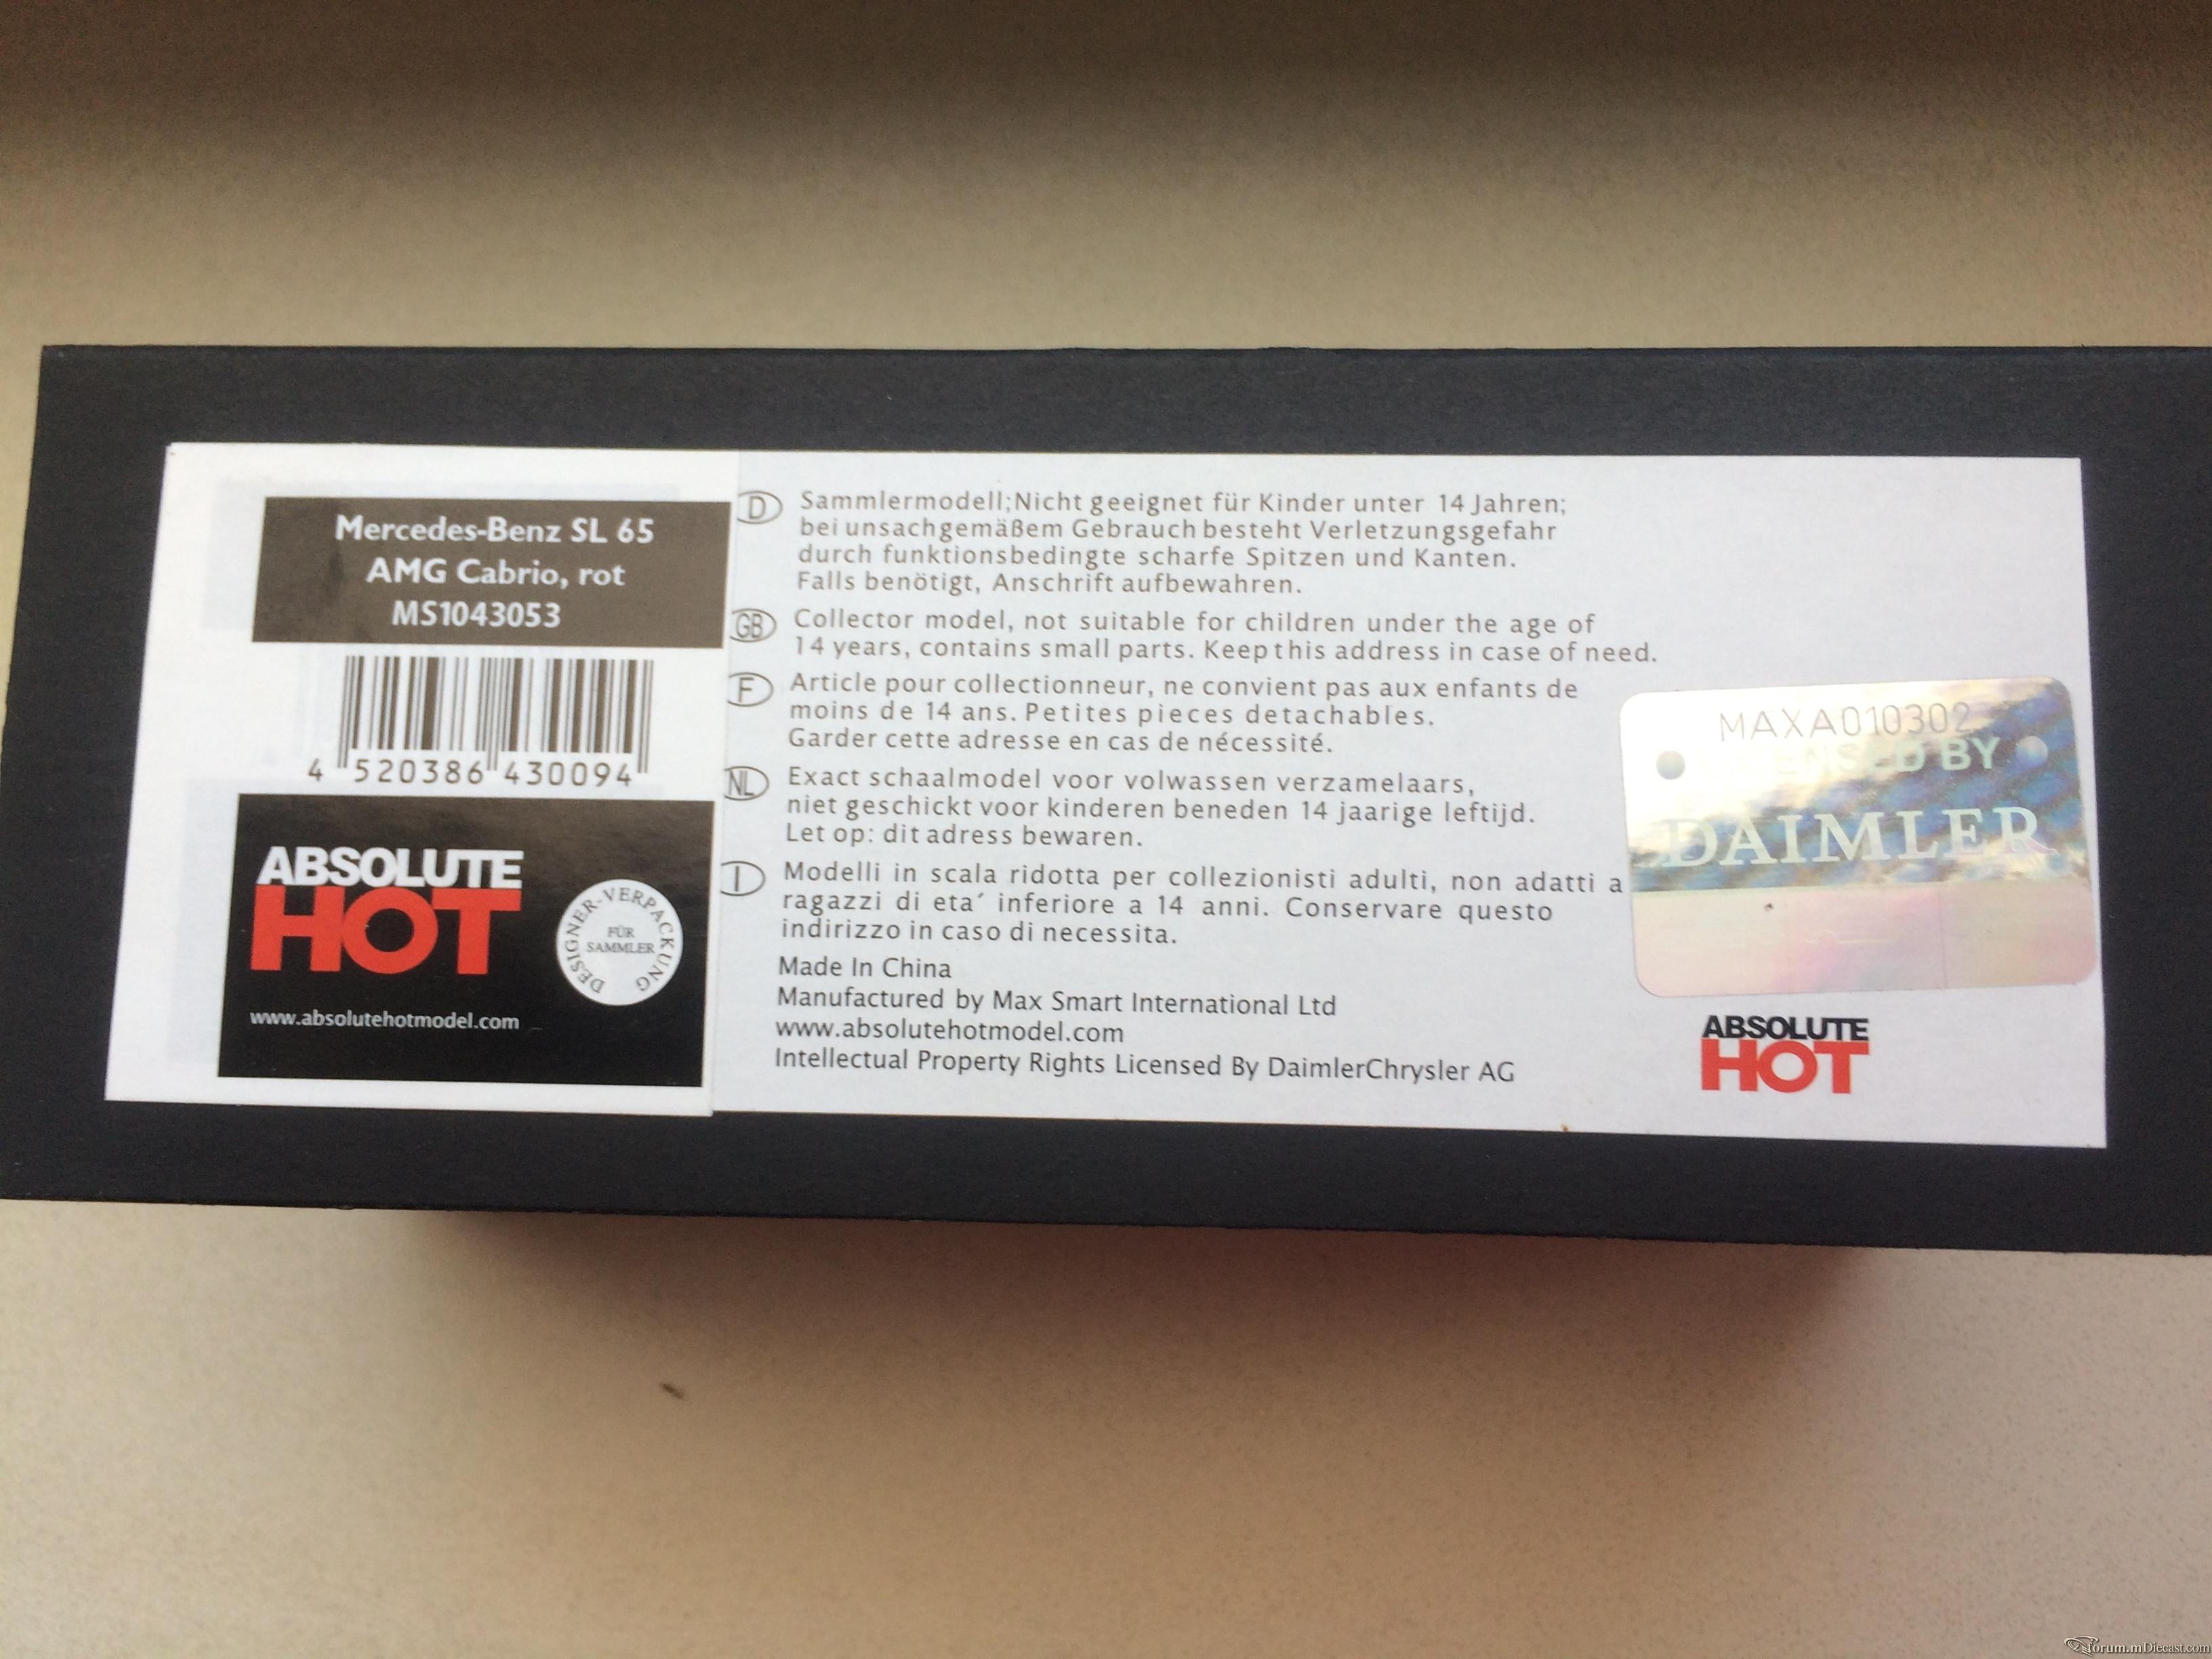 Mercedes-Benz SL 65
AMG Cabrio, rot
MS1043053
4 520386 430094
ABSOLUTE
HOT
www.absolutehotmodel.com
DESIGNER-VERPACKUNG
FÜR
SAMMLER
D
Sammlermodell;Nicht geeignet für Kinder unter 14 Jahren;
bei unsachgemäßem Gebrauch besteht Verletzungsgefahr
durch funktionsbedingte scharfe Spitzen und Kanten.
Falls benötigt, Anschrift aufbewahren.
GB
Collector model, not suitable for children under the age of
14 years, contains small parts. Keep this address in case of need.
F
Article pour collectionneur, ne convient pas aux enfants de
moins de 14 ans. Petites pieces detachables.
Garder cette adresse en cas de nécessité.
NL
Exact schaalmodel voor volwassen verzamelaars,
niet geschickt voor kinderen beneden 14 jaarige leftijd.
Let op: dit adress bewaren.
I
Modelli in scala ridotta per collezionisti adulti, non adatti a
ragazzi di eta´ inferiore a 14 anni. Conservare questo
indirizzo in caso di necessita.
Made In China
Manufactured by Max Smart International Ltd
www.absolutehotmodel.com
Intellectual Property Rights Licensed By DaimlerChrysler AG
MAXA010302
BY
DAIMLER
ABSOLUTE
HOT
forum.mDiecast.com